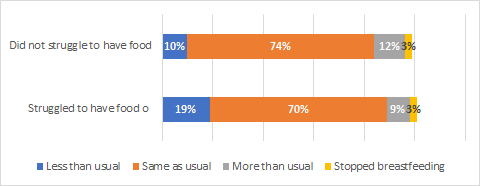 Did not struggle to have food 10% 74% 12% 3%
Struggled to have food o 19% 70% 9% 3%
Less than usual Same as usual More than usual Stopped breastfeeding